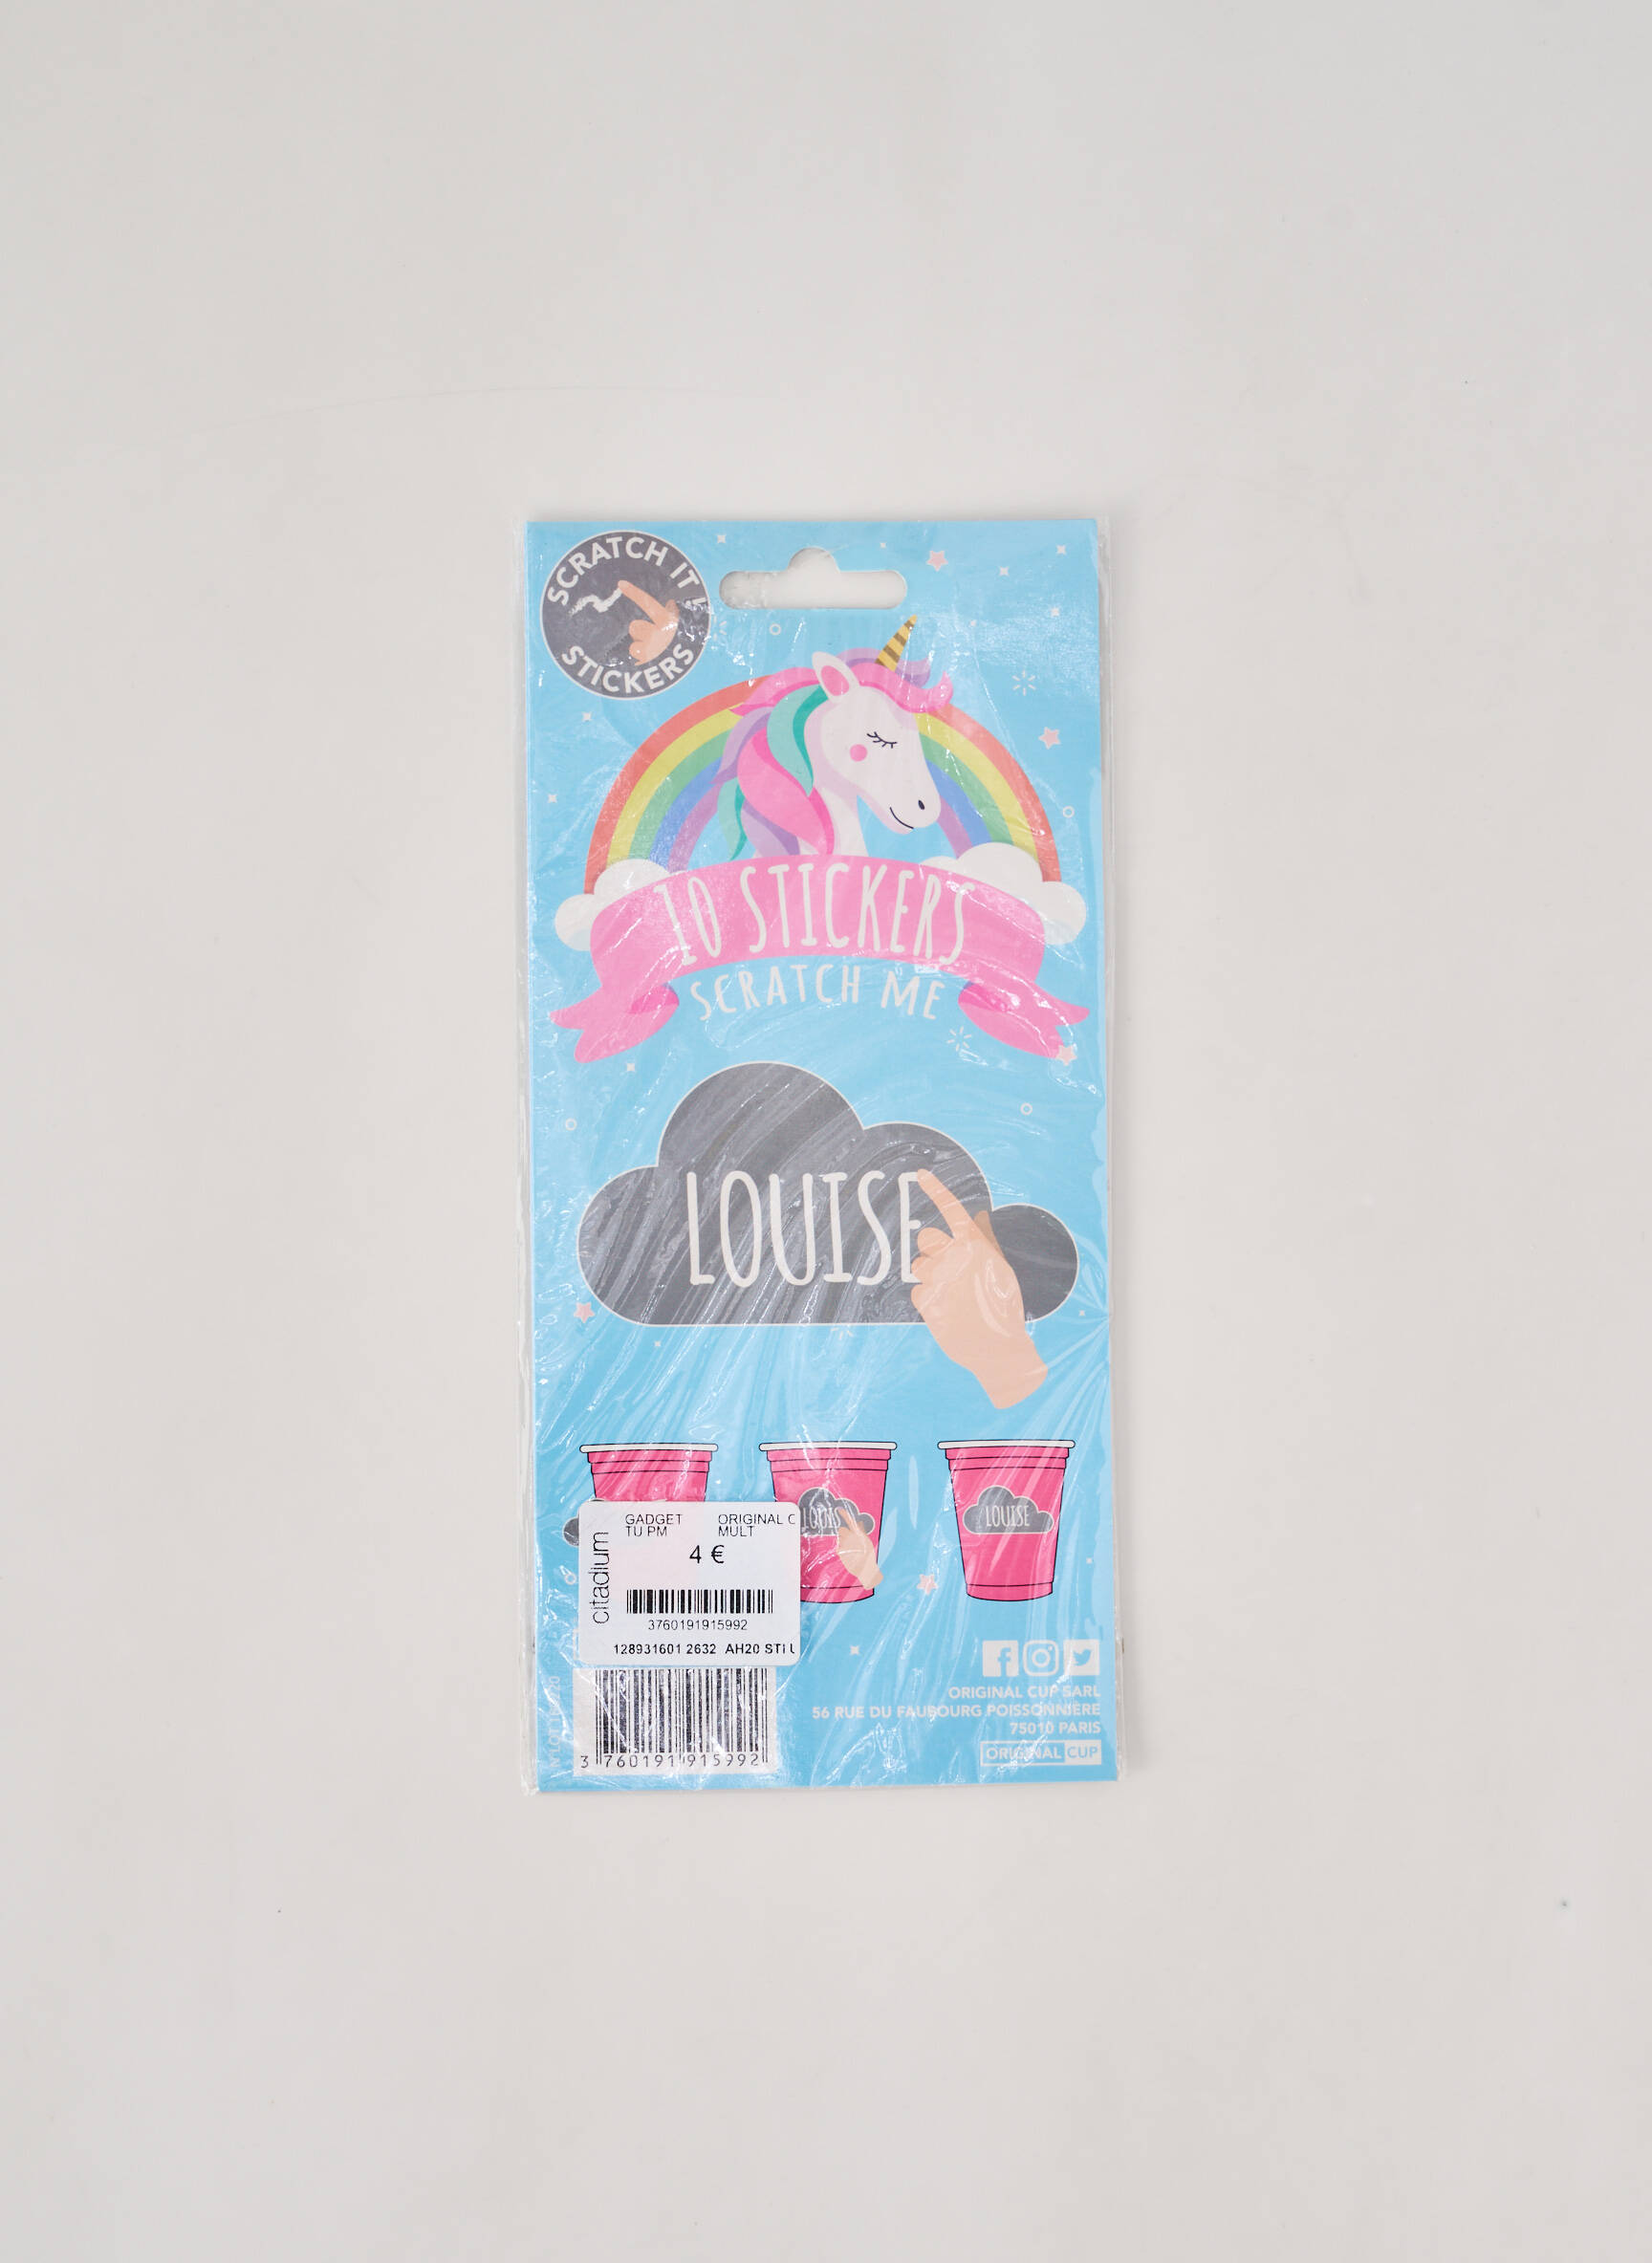 SCRATCH IT !
STICKERS
10 STICKERS
SCRATCH ME
LOUISE
LOUIS
LOUISE
citadium
GADGET ORIGINAL C
TU PM MULT
4 €
3760191915992
128931601 2632 AH20 STI U
3 760191 915992
ORIGINAL CUP SARL
56 RUE DU FAUBOURG POISSONNIERE
75010 PARIS
ORIGINAL CUP